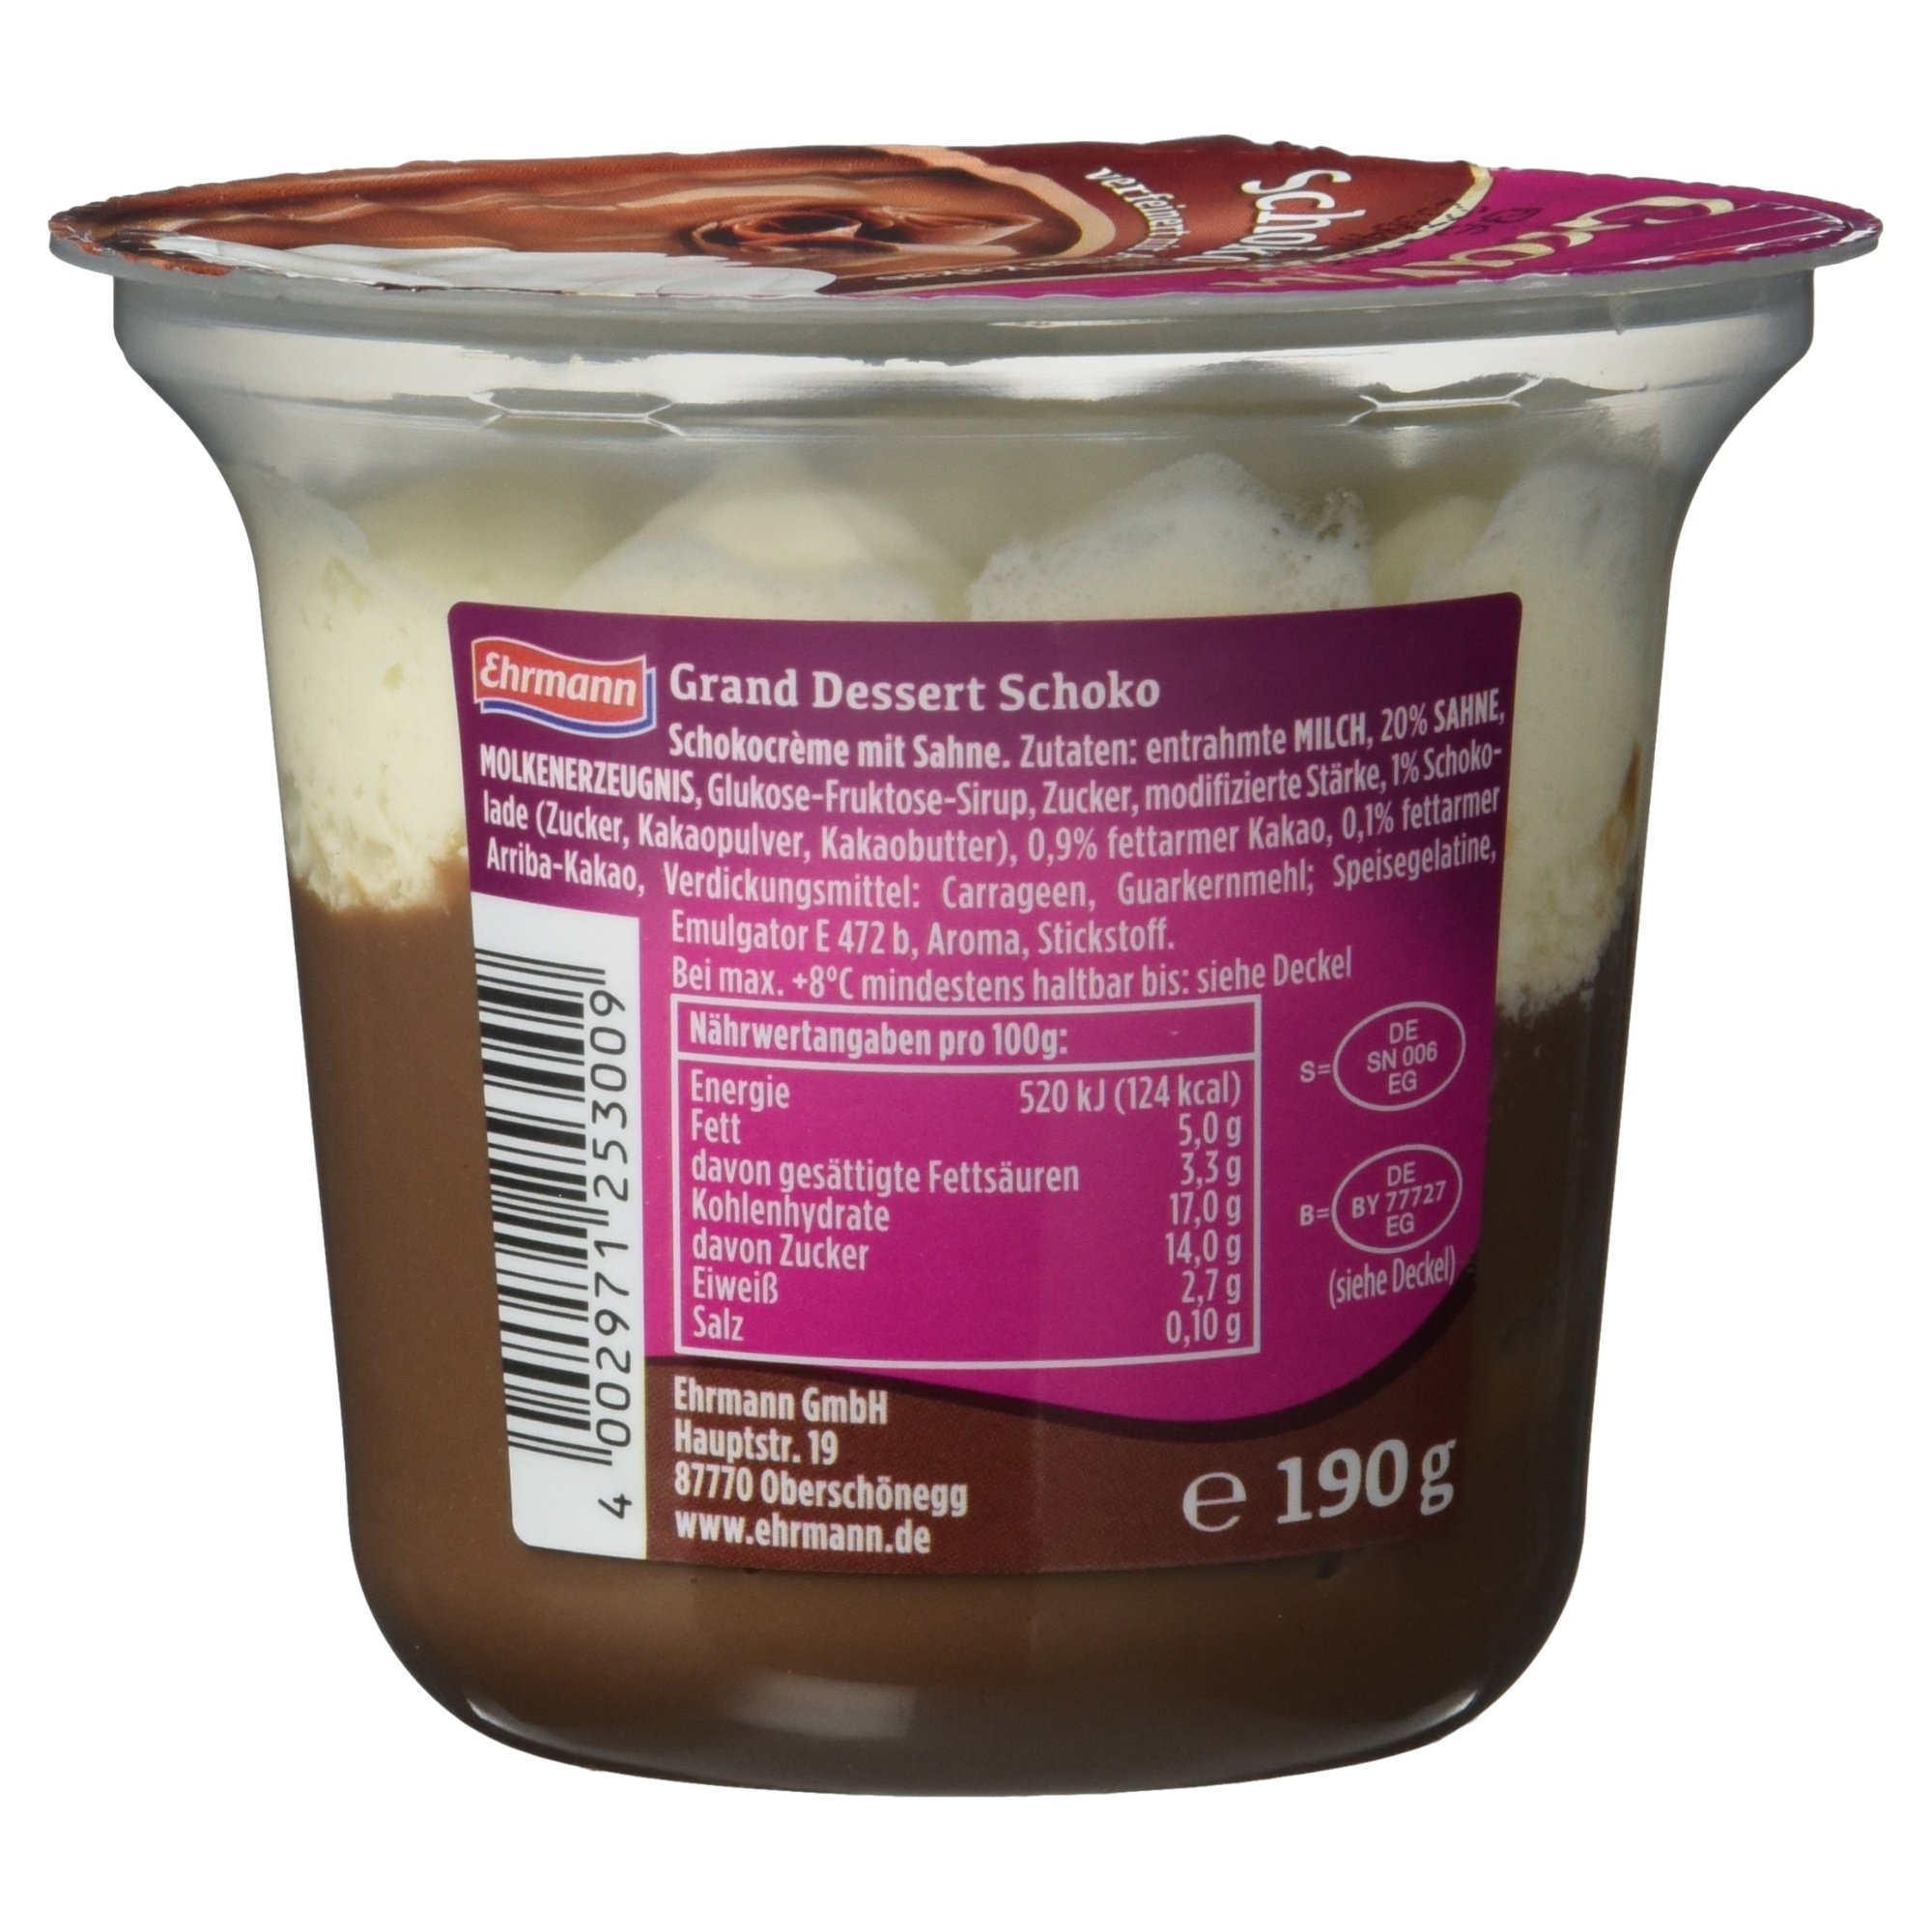 Schoko
verfeinert mit
Ehrmann
Grand Dessert Schoko
Schokocrème mit Sahne. Zutaten: entrahmte MILCH, 20% SAHNE,
MOLKENERZEUGNIS, Glukose-Fruktose-Sirup, Zucker, modifizierte Stärke, 1% Schoko-
lade (Zucker, Kakaopulver, Kakaobutter), 0,9% fettarmer Kakao, 0,1% fettarmer
Arriba-Kakao, Verdickungsmittel: Carrageen, Guarkernmehl; Speisegelatine,
Emulgator E 472 b, Aroma, Stickstoff.
Bei max. +8°C mindestens haltbar bis: siehe Deckel
Nährwertangaben pro 100g:
Energie 520 kJ (124 kcal)
Fett 5,0 g
davon gesättigte Fettsäuren 3,3 g
Kohlenhydrate 17,0 g
davon Zucker 14,0 g
Eiweiß 2,7 g
Salz 0,10 g
S= DE
SN 006
EG
B= DE
BY 77727
EG
(siehe Deckel)
4 002971 253009
Ehrmann GmbH
Hauptstr. 19
87770 Oberschönegg
www.ehrmann.de
e 190 g